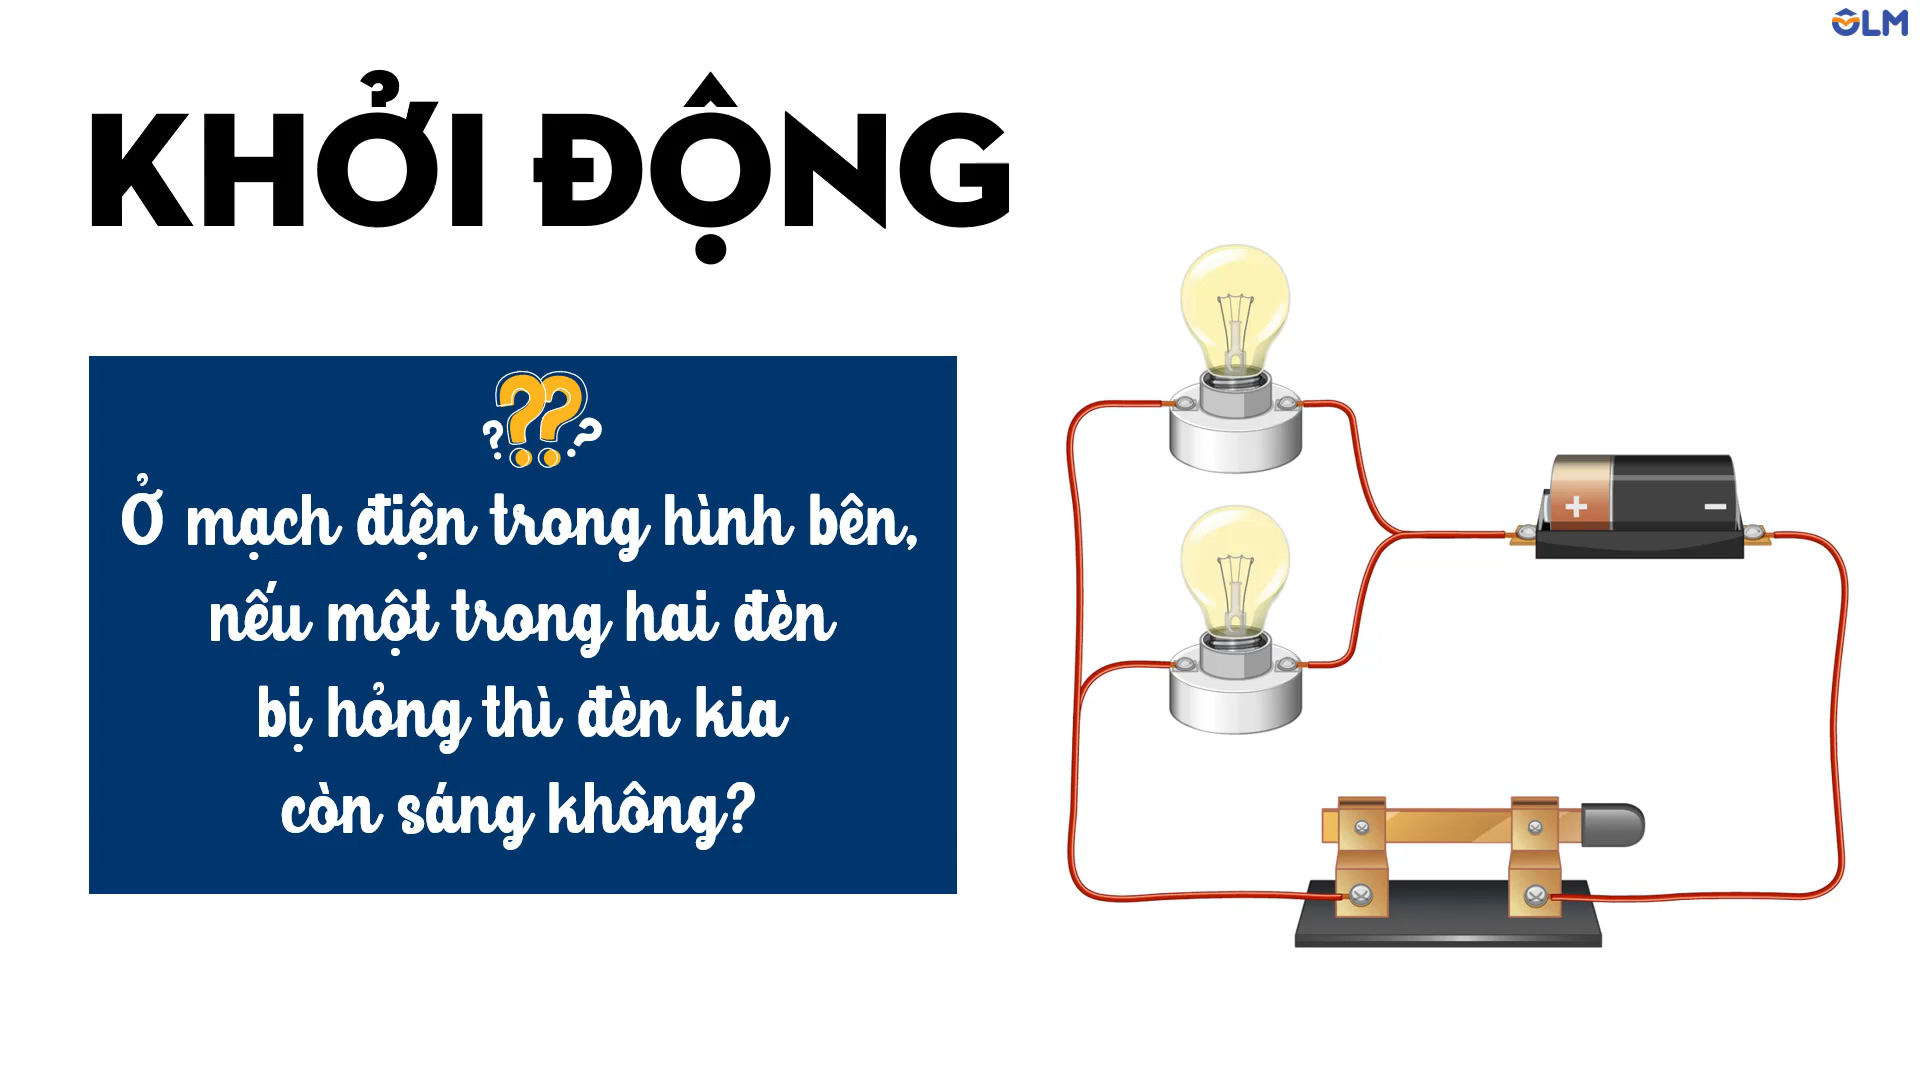 OLM
KHỞI ĐỘNG
Ở mạch điện trong hình bên,
nếu một trong hai đèn
bị hỏng thì đèn kia
còn sáng không?
+ −